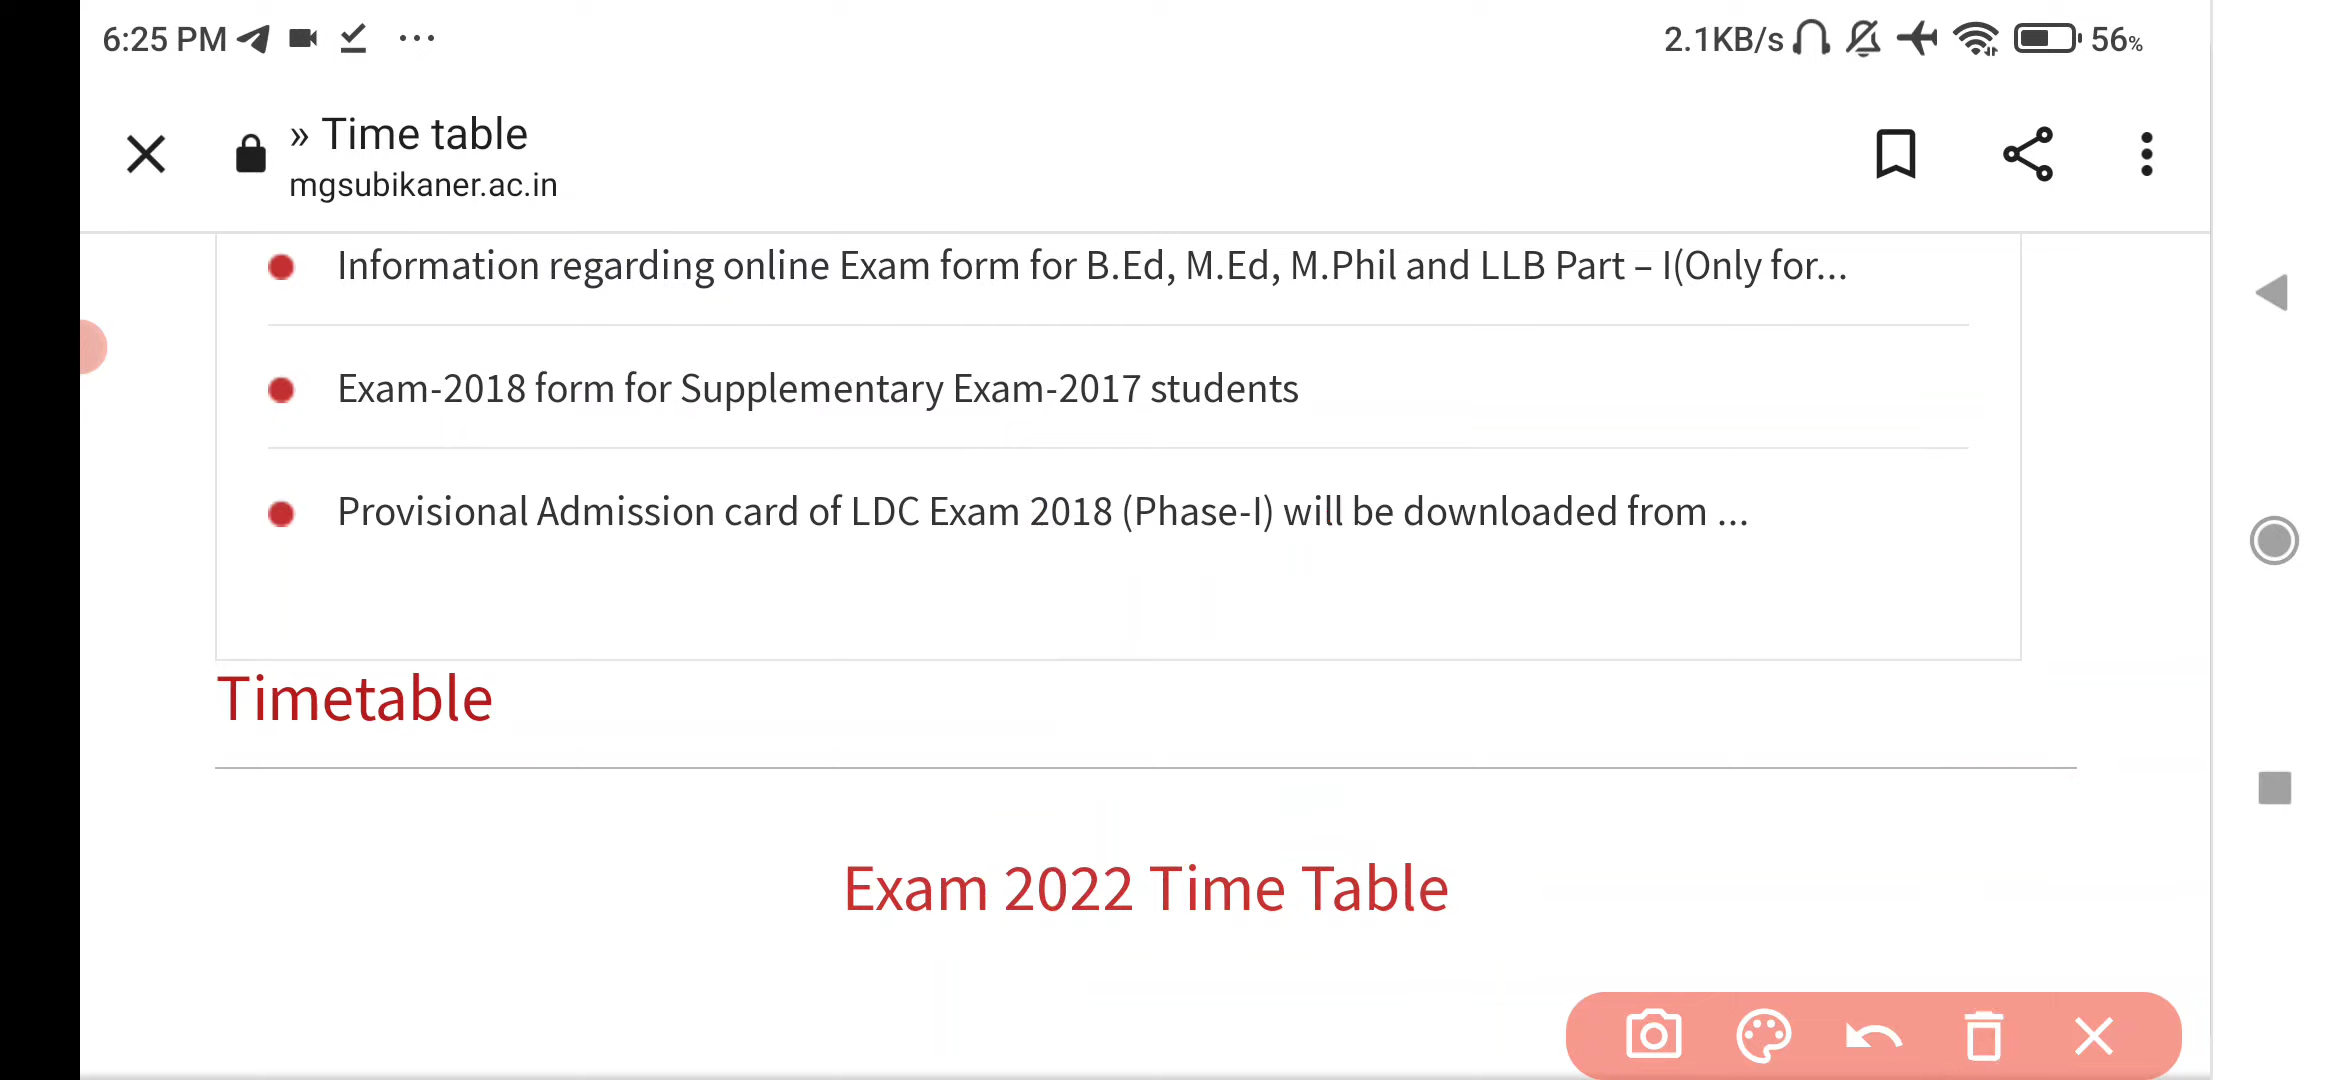 6:25 PM
2.1KB/s 56%
» Time table
mgsubikaner.ac.in
Information regarding online Exam form for B.Ed, M.Ed, M.Phil and LLB Part – I(Only for...
Exam-2018 form for Supplementary Exam-2017 students
Provisional Admission card of LDC Exam 2018 (Phase-I) will be downloaded from ...
Timetable
Exam 2022 Time Table